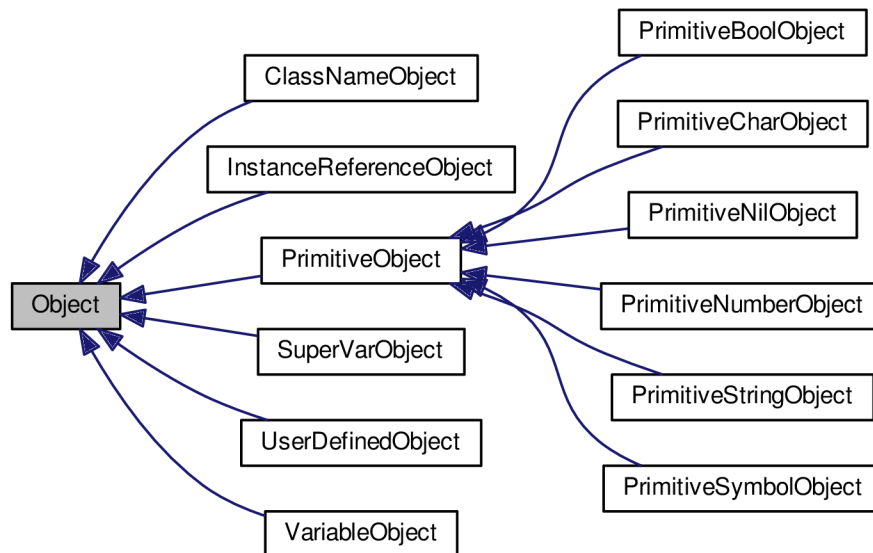 PrimitiveBoolObject
ClassNameObject
PrimitiveCharObject
InstanceReferenceObject
PrimitiveNilObject
PrimitiveObject
Object
PrimitiveNumberObject
SuperVarObject
PrimitiveStringObject
UserDefinedObject
PrimitiveSymbolObject
VariableObject